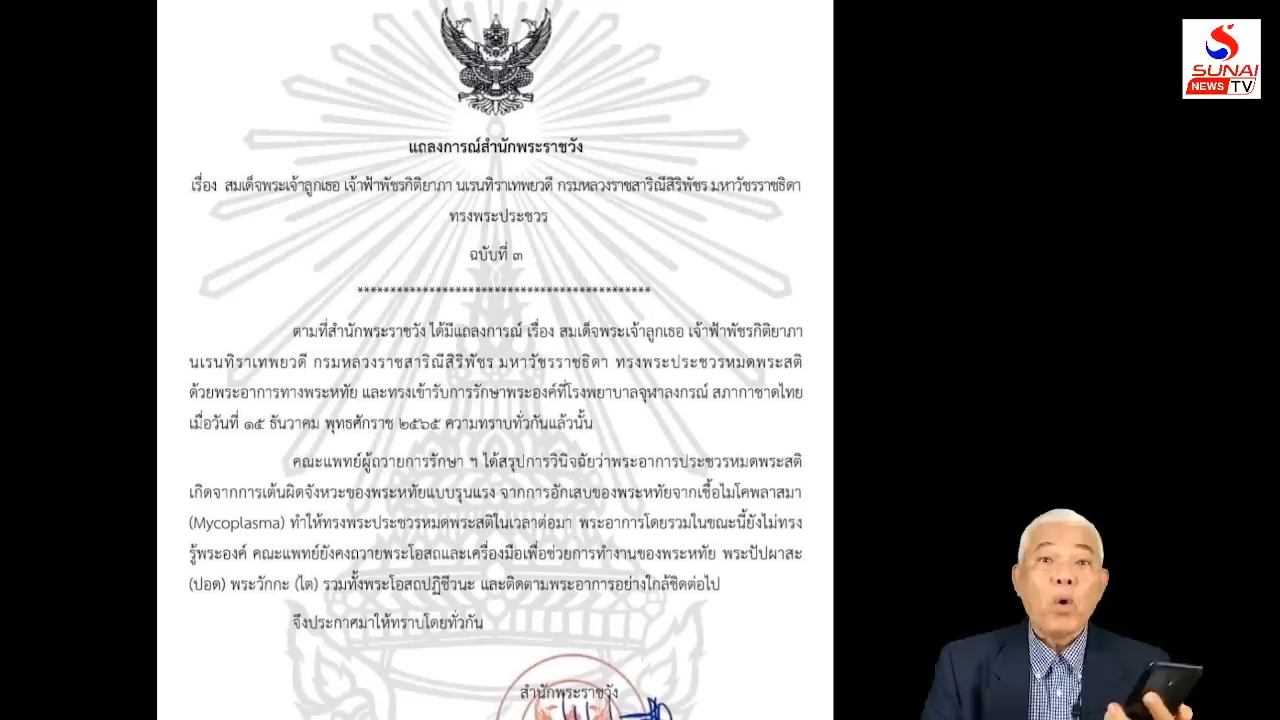 SUNAI
NEWS TV
แถลงการณ์สำนักพระราชวัง
เรื่อง สมเด็จพระเจ้าลูกเธอ เจ้าฟ้าพัชรกิติยาภา นเรนทิราเทพยวดี กรมหลวงราชสาริณีสิริพัชร มหาวัชรราชธิดา
ทรงพระประชวร
ฉบับที่ ๓
********************************************
ตามที่สำนักพระราชวัง ได้มีแถลงการณ์ เรื่อง สมเด็จพระเจ้าลูกเธอ เจ้าฟ้าพัชรกิติยาภา
นเรนทิราเทพยวดี กรมหลวงราชสาริณีสิริพัชร มหาวัชรราชธิดา ทรงพระประชวรหมดพระสติ
ด้วยพระอาการทางพระหทัย และทรงเข้ารับการรักษาพระองค์ที่โรงพยาบาลจุฬาลงกรณ์ สภากาชาดไทย
เมื่อวันที่ ๑๕ ธันวาคม พุทธศักราช ๒๕๖๕ ความทราบทั่วกันแล้วนั้น
คณะแพทย์ผู้ถวายการรักษา ฯ ได้สรุปการวินิจฉัยว่าพระอาการประชวรหมดพระสติ
เกิดจากการเต้นผิดจังหวะของพระหทัยแบบรุนแรง จากการอักเสบของพระหทัยจากเชื้อไมโคพลาสมา
(Mycoplasma) ทำให้ทรงพระประชวรหมดพระสติในเวลาต่อมา พระอาการโดยรวมในขณะนี้ยังไม่ทรง
รู้พระองค์ คณะแพทย์ยังคงถวายพระโอสถและเครื่องมือเพื่อช่วยการทำงานของพระหทัย พระปัปผาสะ
(ปอด) พระวักกะ (ไต) รวมทั้งพระโอสถปฏิชีวนะ และติดตามพระอาการอย่างใกล้ชิดต่อไป
จึงประกาศมาให้ทราบโดยทั่วกัน
สำนักพระราชวัง